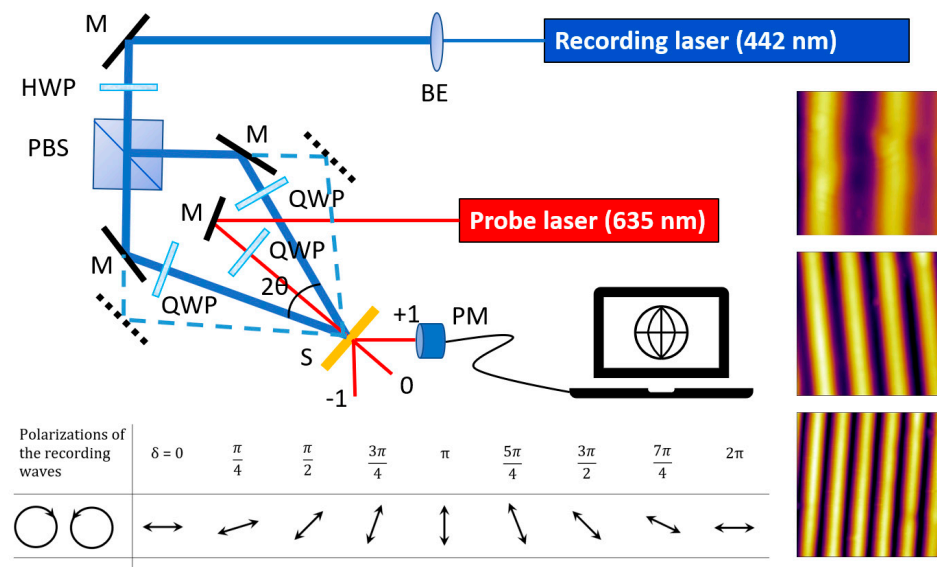 M
Recording laser (442 nm)
BE
HWP
PBS
M
QWP
M
Probe laser (635 nm)
QWP
M
2θ
QWP
S
+1
PM
0
-1
Polarizations of
the recording
waves
δ = 0
π/4
π/2
3π/4
π
5π/4
3π/2
7π/4
2π